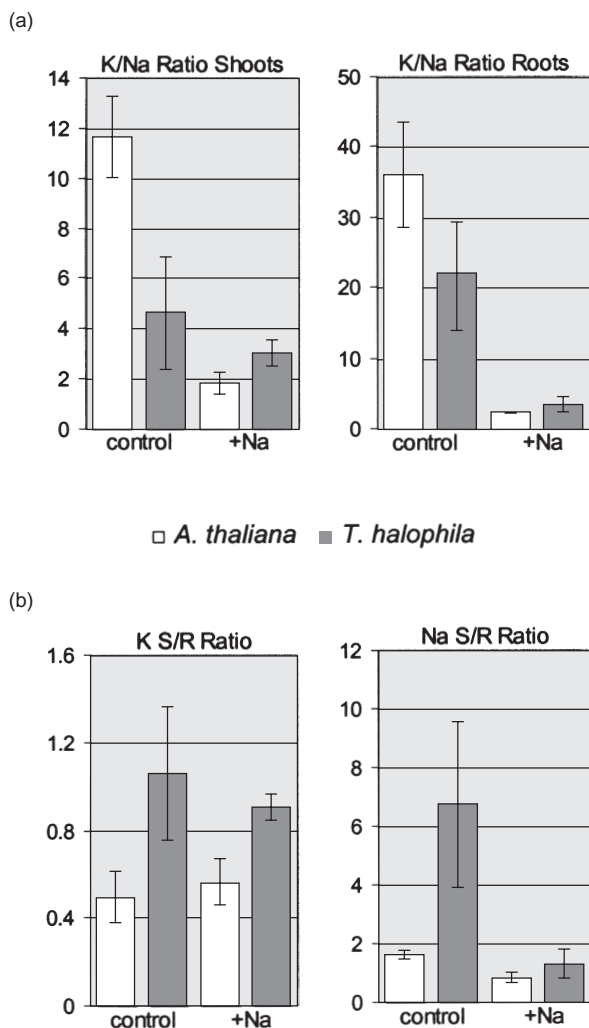 (a)
K/Na Ratio Shoots
14
12
10
8
6
4
2
0
control +Na
K/Na Ratio Roots
50
40
30
20
10
0
control +Na
A. thaliana T. halophila
(b)
K S/R Ratio
1.6
1.2
0.8
0.4
0
control +Na
Na S/R Ratio
12
10
8
6
4
2
0
control +Na